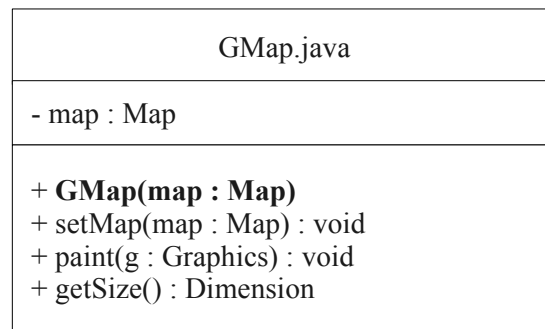 GMap.java
- map : Map
+ GMap(map : Map)
+ setMap(map : Map) : void
+ paint(g : Graphics) : void
+ getSize() : Dimension